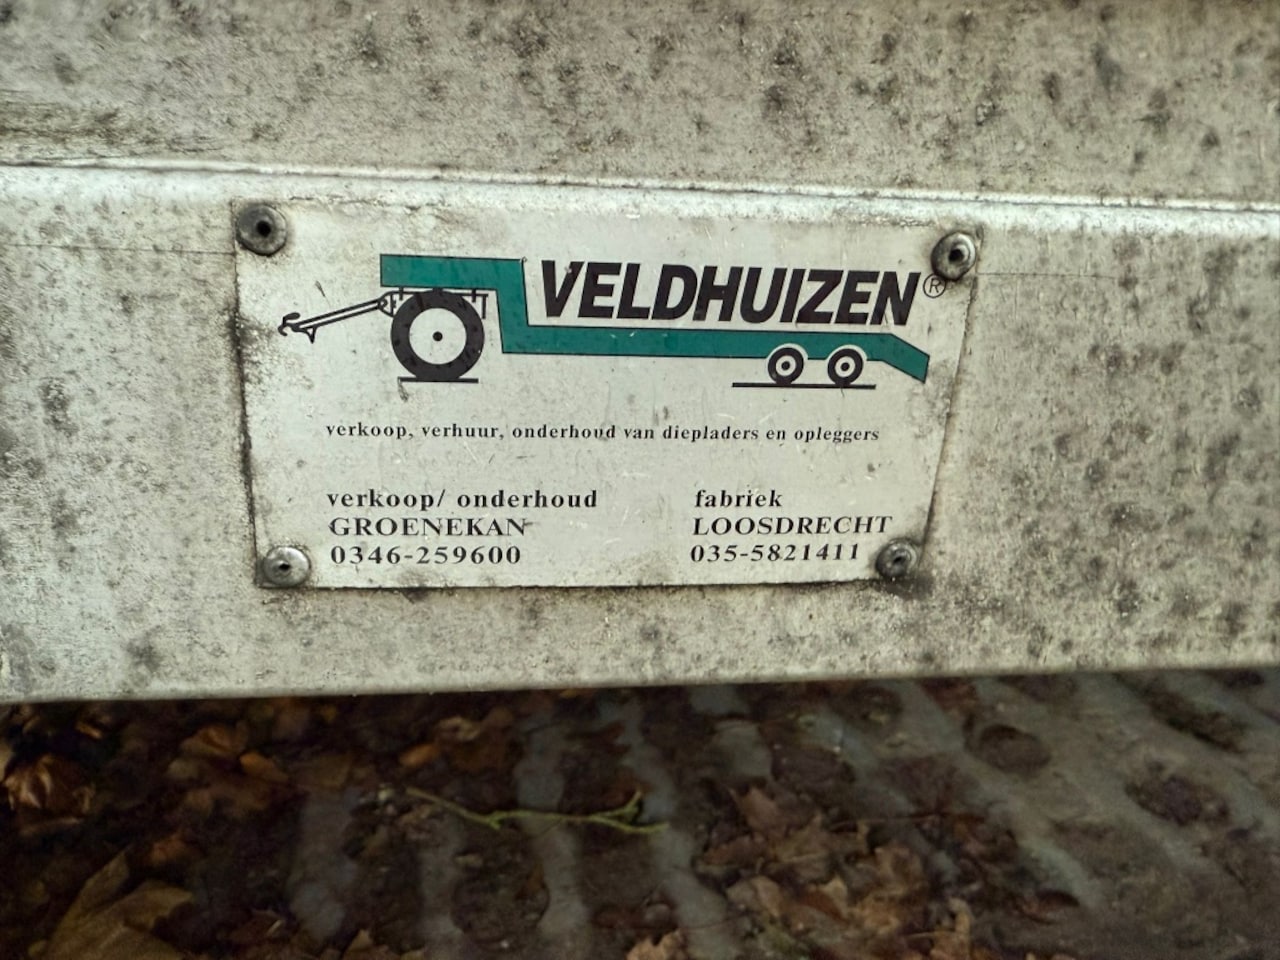 VELDHUIZEN®
verkoop, verhuur, onderhoud van diepladers en opleggers
verkoop/ onderhoud
GROENEKAN
0346-259600
fabriek
LOOSDRECHT
035-5821411